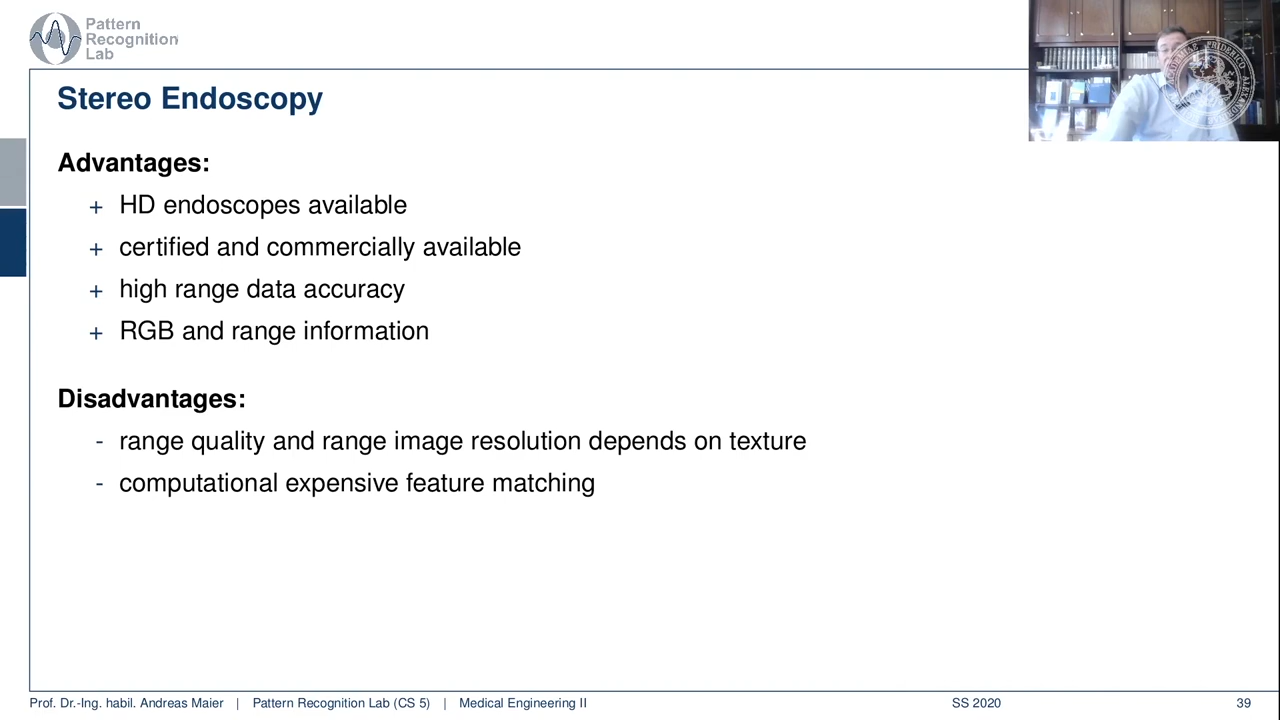 Pattern
Recognition
Lab
Stereo Endoscopy
Advantages:
+ HD endoscopes available
+ certified and commercially available
+ high range data accuracy
+ RGB and range information
Disadvantages:
- range quality and range image resolution depends on texture
- computational expensive feature matching
Prof. Dr.-Ing. habil. Andreas Maier | Pattern Recognition Lab (CS 5) | Medical Engineering II SS 2020 39